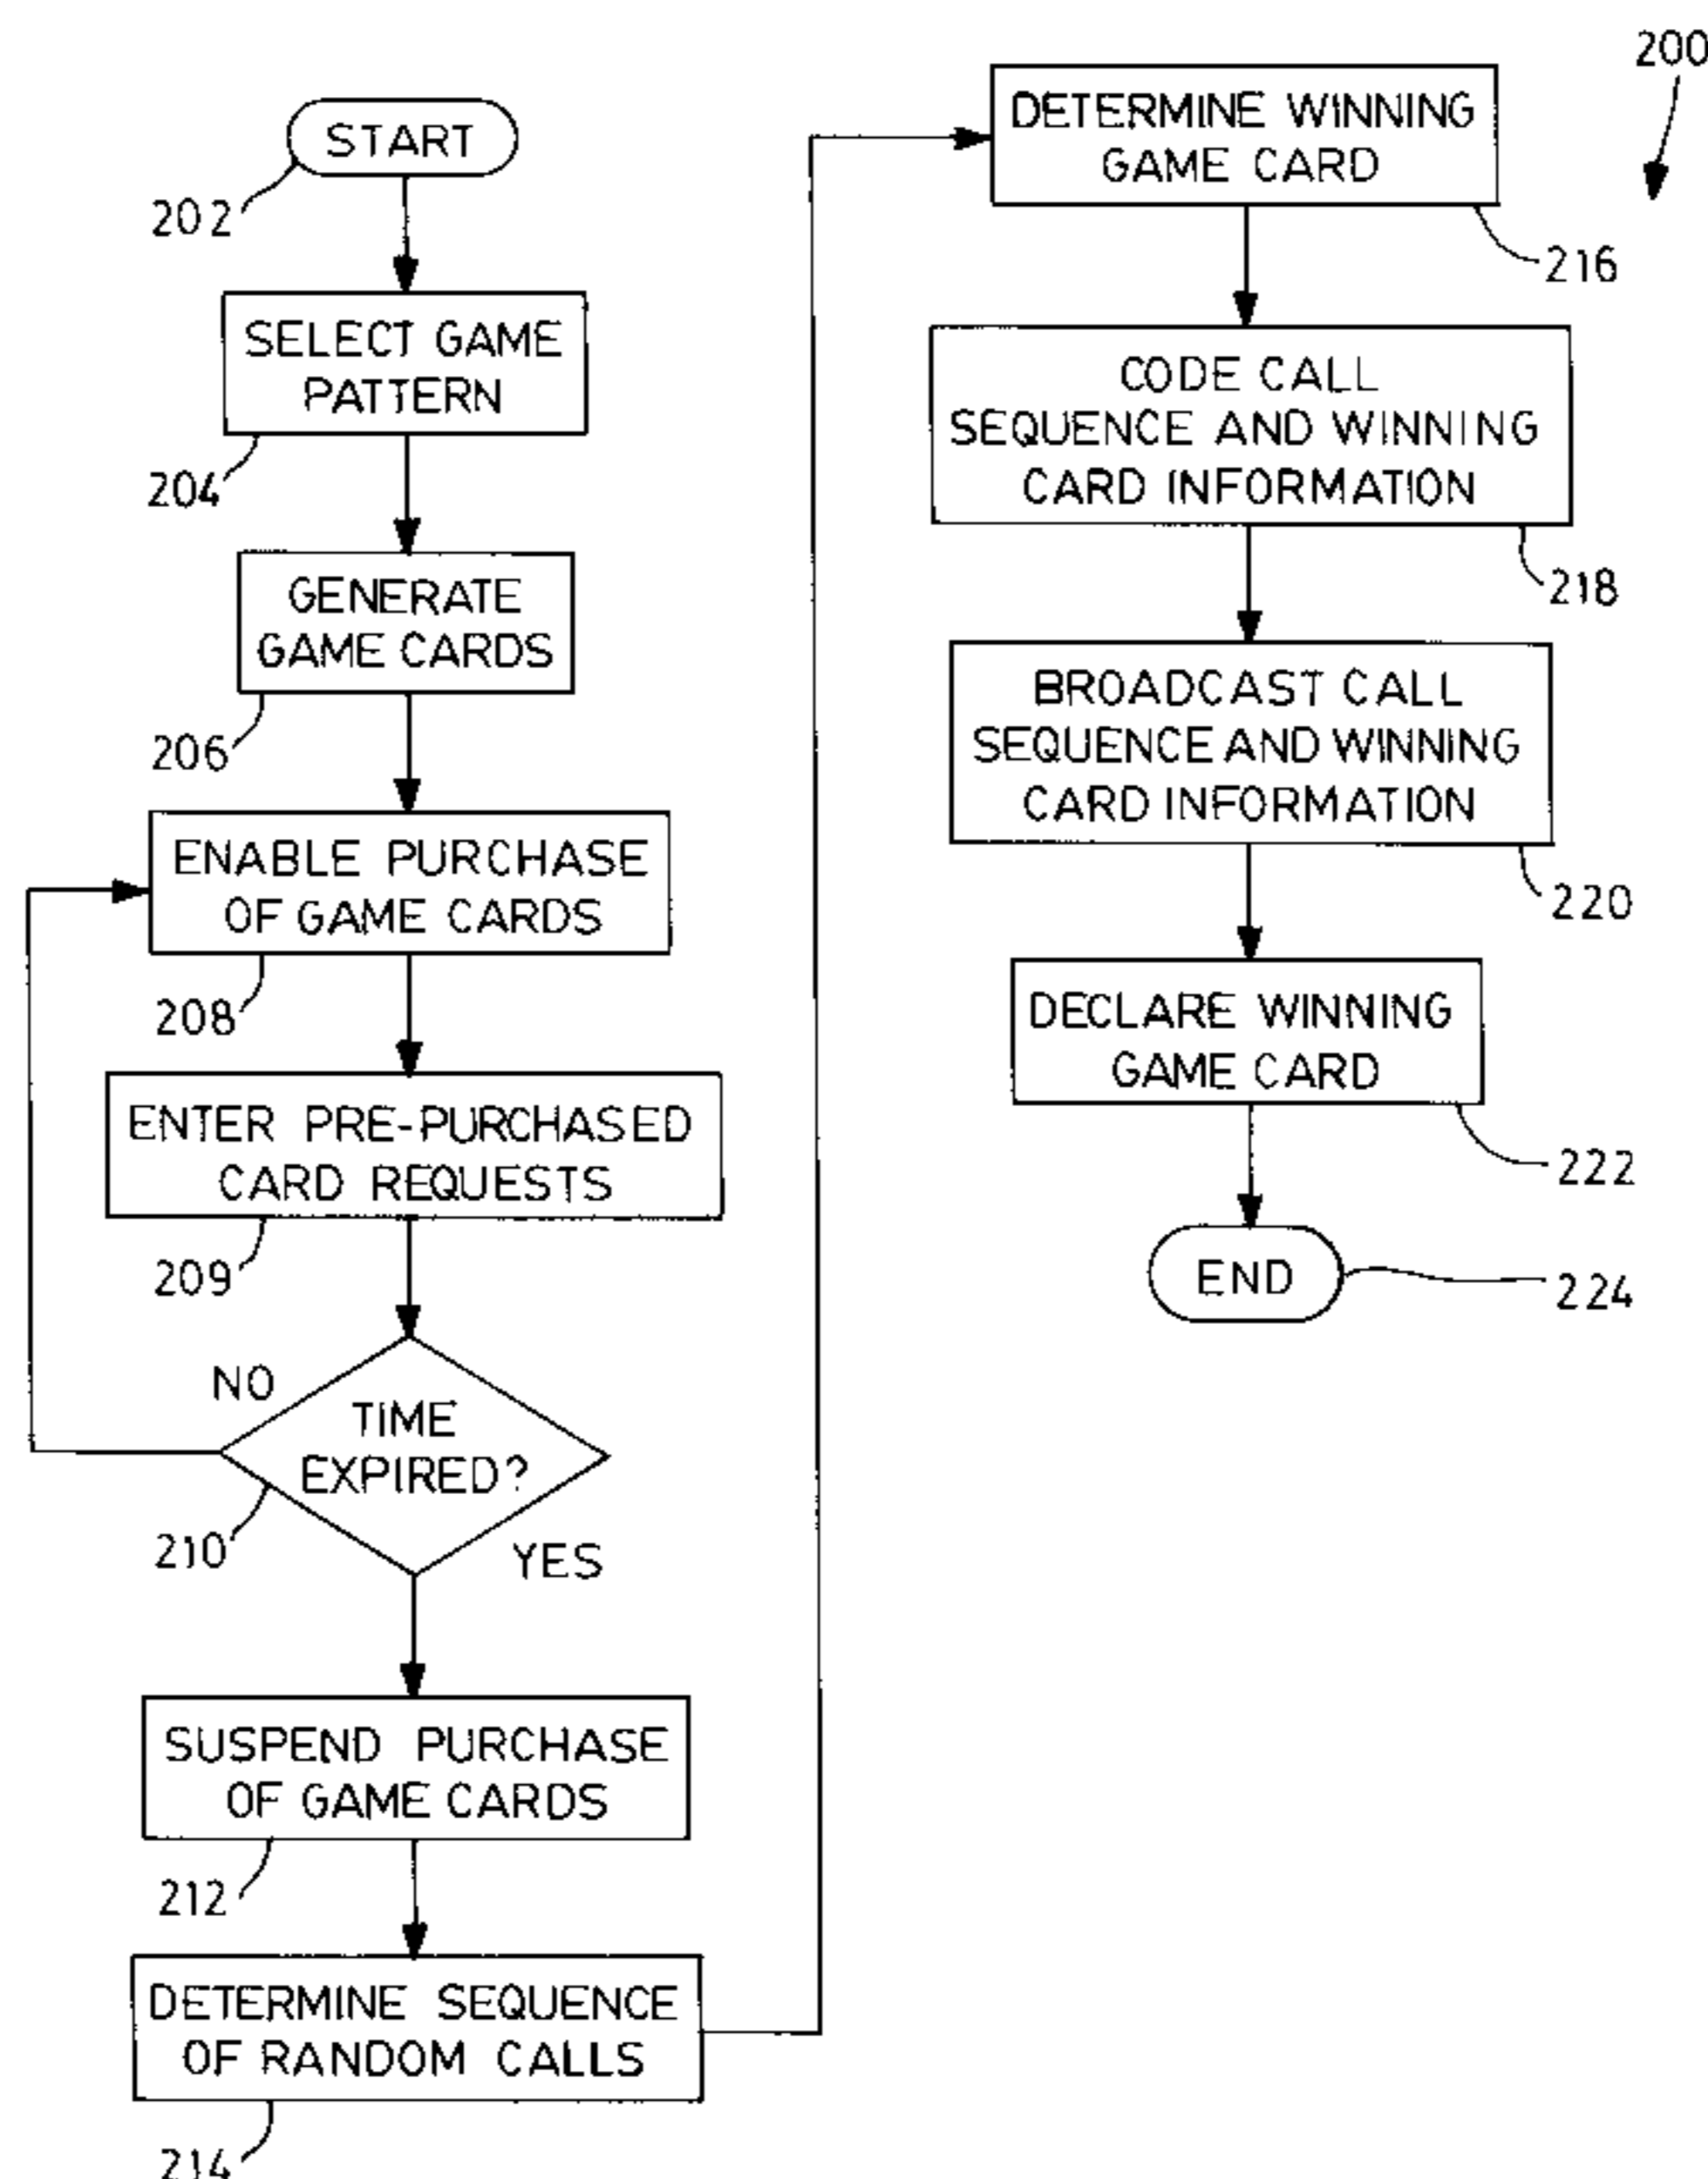 START
202
SELECT GAME
PATTERN
204
GENERATE
GAME CARDS
206
ENABLE PURCHASE
OF GAME CARDS
208
ENTER PRE-PURCHASED
CARD REQUESTS
209
NO
TIME
EXPIRED?
210
YES
SUSPEND PURCHASE
OF GAME CARDS
212
DETERMINE SEQUENCE
OF RANDOM CALLS
214
200
DETERMINE WINNING
GAME CARD
216
CODE CALL
SEQUENCE AND WINNING
CARD INFORMATION
218
BROADCAST CALL
SEQUENCE AND WINNING
CARD INFORMATION
220
DECLARE WINNING
GAME CARD
222
END
224